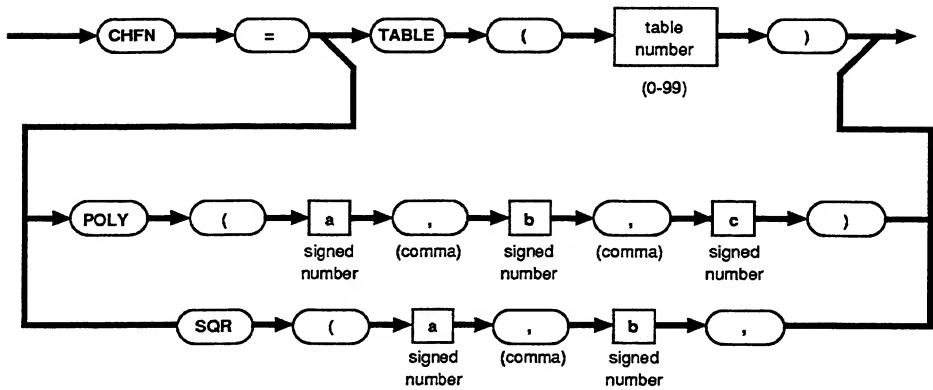 CHFN = TABLE ( table number )
(0-99)
POLY ( a , b , c )
signed number (comma) signed number (comma) signed number
SQR ( a , b ,
signed number (comma) signed number